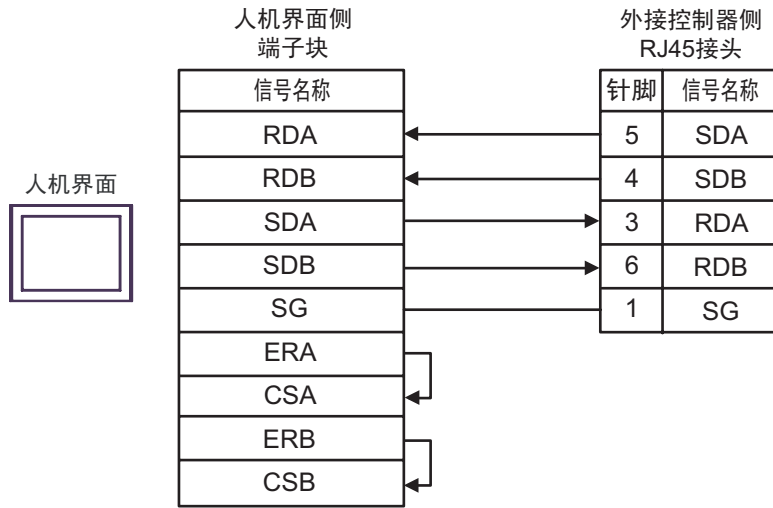 人机界面侧
端子块
外接控制器侧
RJ45接头
信号名称
针脚 信号名称
RDA 5 SDA
RDB 4 SDB
人机界面
SDA 3 RDA
SDB 6 RDB
SG 1 SG
ERA
CSA
ERB
CSB